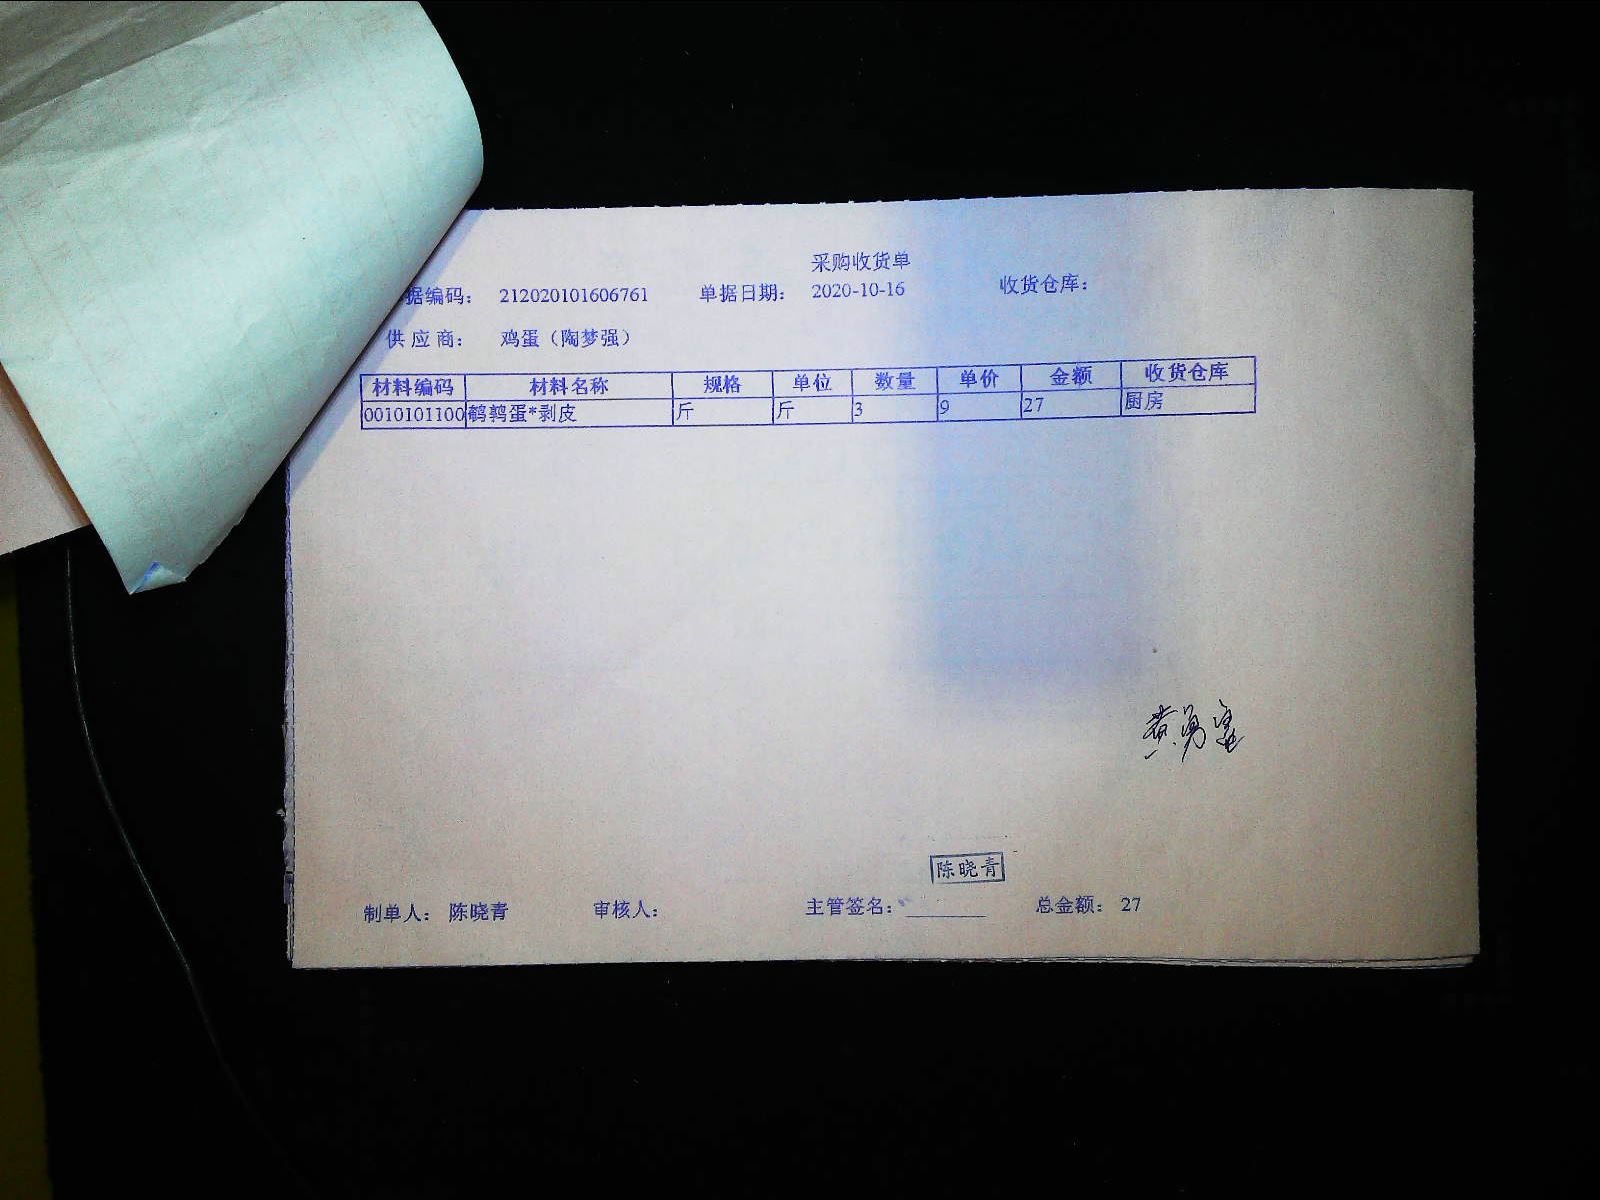 采购收货单
据编码： 212020101606761 单据日期： 2020-10-16 收货仓库：
供应商： 鸡蛋（陶梦强）
材料编码 材料名称 规格 单位 数量 单价 金额 收货仓库
0010101100 鹌鹑蛋*剥皮 斤 斤 3 9 27 厨房
陈晓青
制单人： 陈晓青 审核人： 主管签名： 总金额： 27